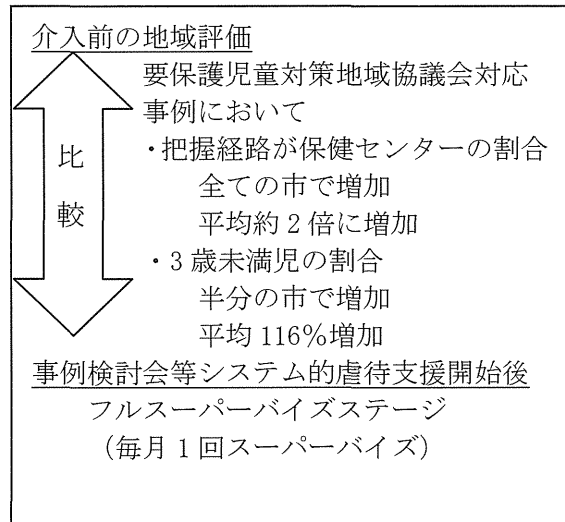 介入前の地域評価
要保護児童対策地域協議会対応
事例において
・把握経路が保健センターの割合
全ての市で増加
平均約2倍に増加
・3歳未満児の割合
半分の市で増加
平均116%増加
比較
事例検討会等システム的虐待支援開始後
フルスーパーバイズステージ
(毎月1回スーパーバイズ)